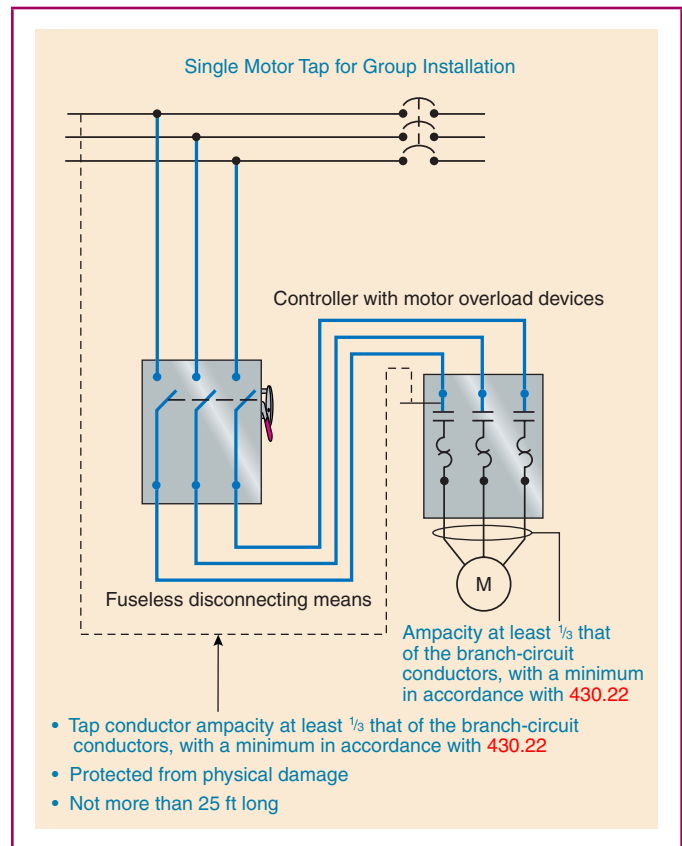 Single Motor Tap for Group Installation
Controller with motor overload devices
M
Fuseless disconnecting means
Ampacity at least 1/3 that
of the branch-circuit
conductors, with a minimum
in accordance with 430.22
• Tap conductor ampacity at least 1/3 that of the branch-circuit
conductors, with a minimum in accordance with 430.22
• Protected from physical damage
• Not more than 25 ft long